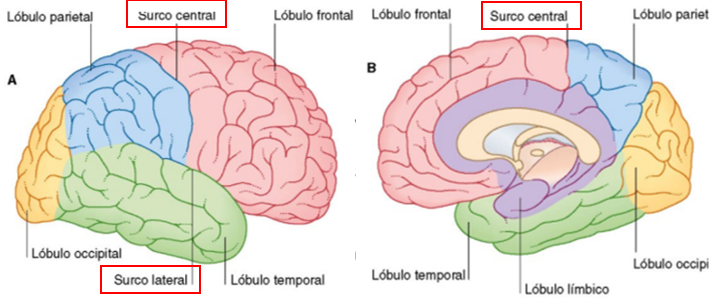 Lóbulo parietal
Surco central
Lóbulo frontal
A
Lóbulo occipital
Surco lateral
Lóbulo temporal
Lóbulo frontal
Surco central
Lóbulo pariet
B
Lóbulo temporal
Lóbulo límbico
Lóbulo occipi